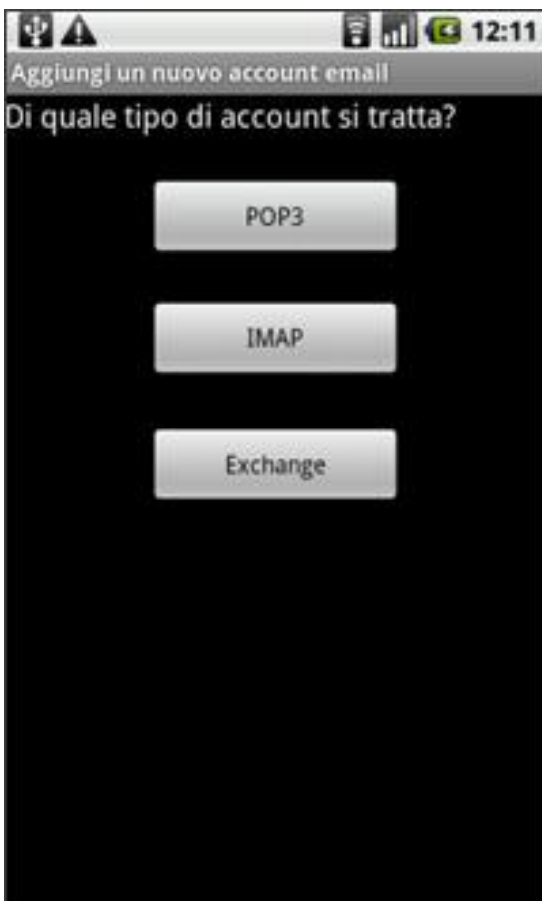 12:11
Aggiungi un nuovo account email
Di quale tipo di account si tratta?
POP3
IMAP
Exchange